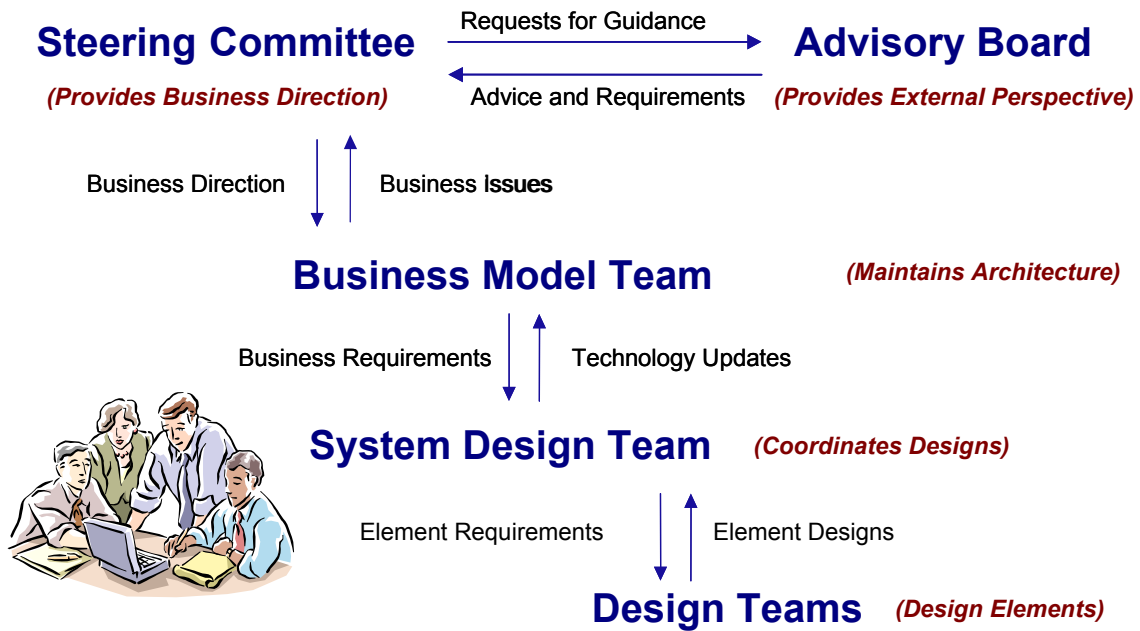 Requests for Guidance
Steering Committee
Advisory Board
(Provides Business Direction)
Advice and Requirements
(Provides External Perspective)
Business Direction
Business issues
Business Model Team
(Maintains Architecture)
Business Requirements
Technology Updates
System Design Team
(Coordinates Designs)
Element Requirements
Element Designs
Design Teams
(Design Elements)